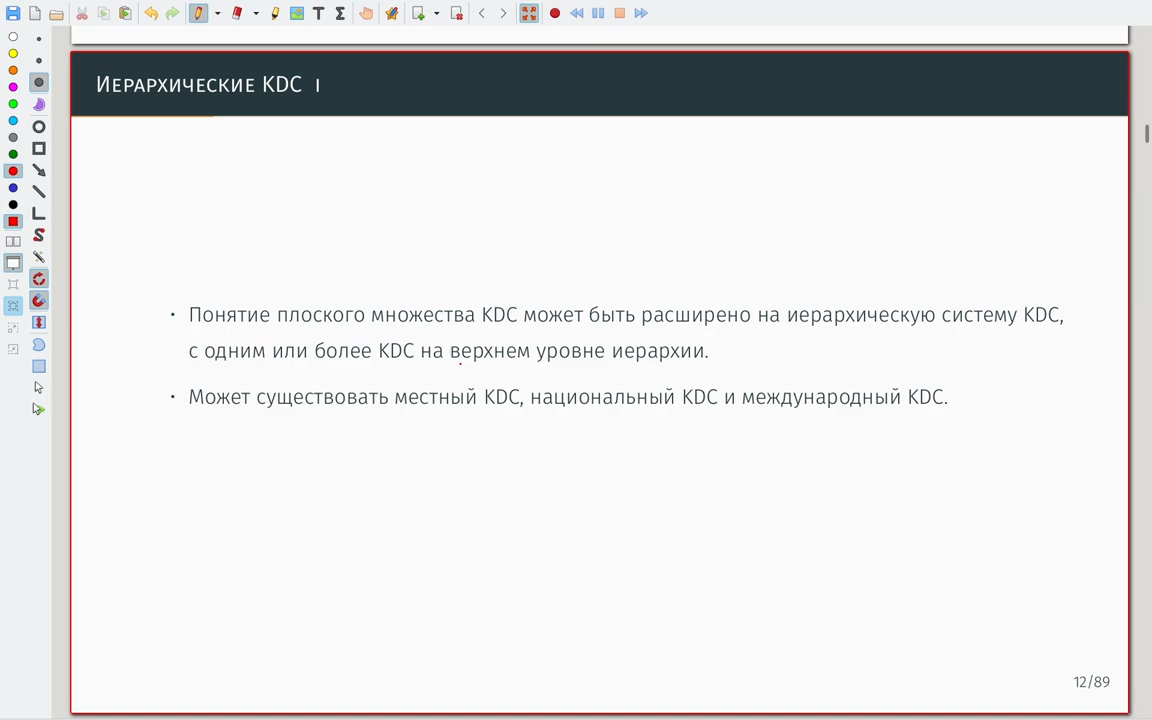 Иерархические KDC I
• Понятие плоского множества KDC может быть расширено на иерархическую систему KDC,
с одним или более KDC на верхнем уровне иерархии.
• Может существовать местный KDC, национальный KDC и международный KDC.
12/89